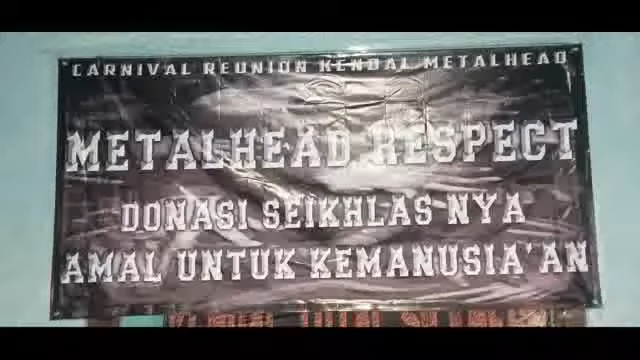 CARNIVAL REUNION KENDAL METALHEAD
METALHEAD RESPECT
DONASI SEIKHLAS NYA
AMAL UNTUK KEMANUSIA'AN